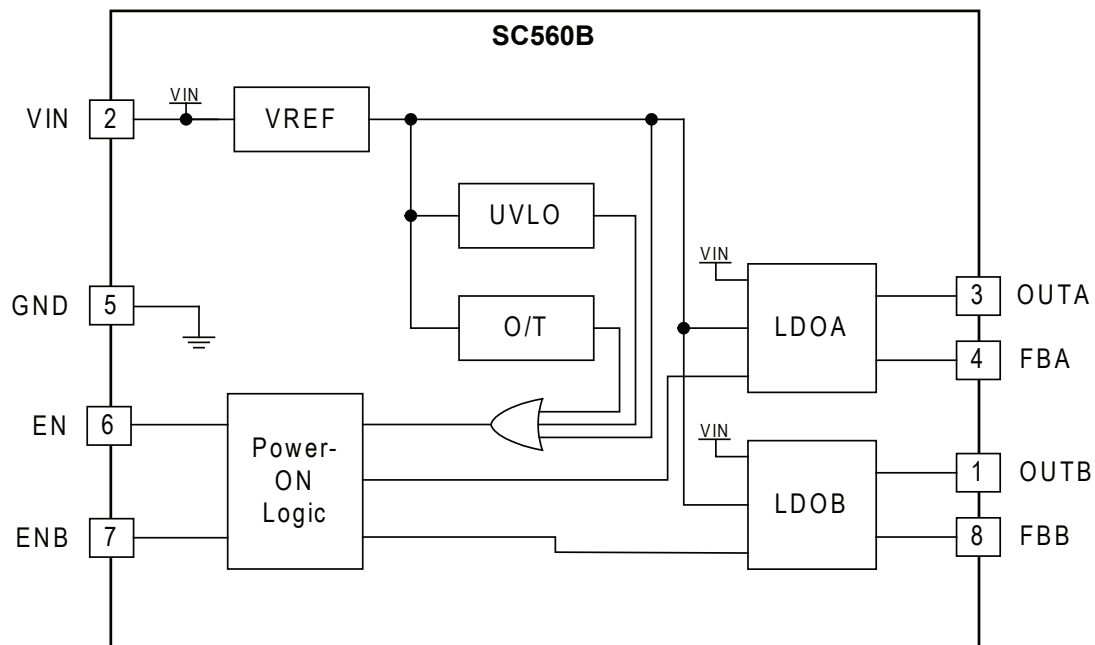 SC560B
VIN
2
VIN
VREF
UVLO
VIN
GND
5
O/T
LDOA
3
OUTA
4
FBA
EN
6
Power-
ON
Logic
VIN
LDOB
1
OUTB
ENB
7
8
FBB